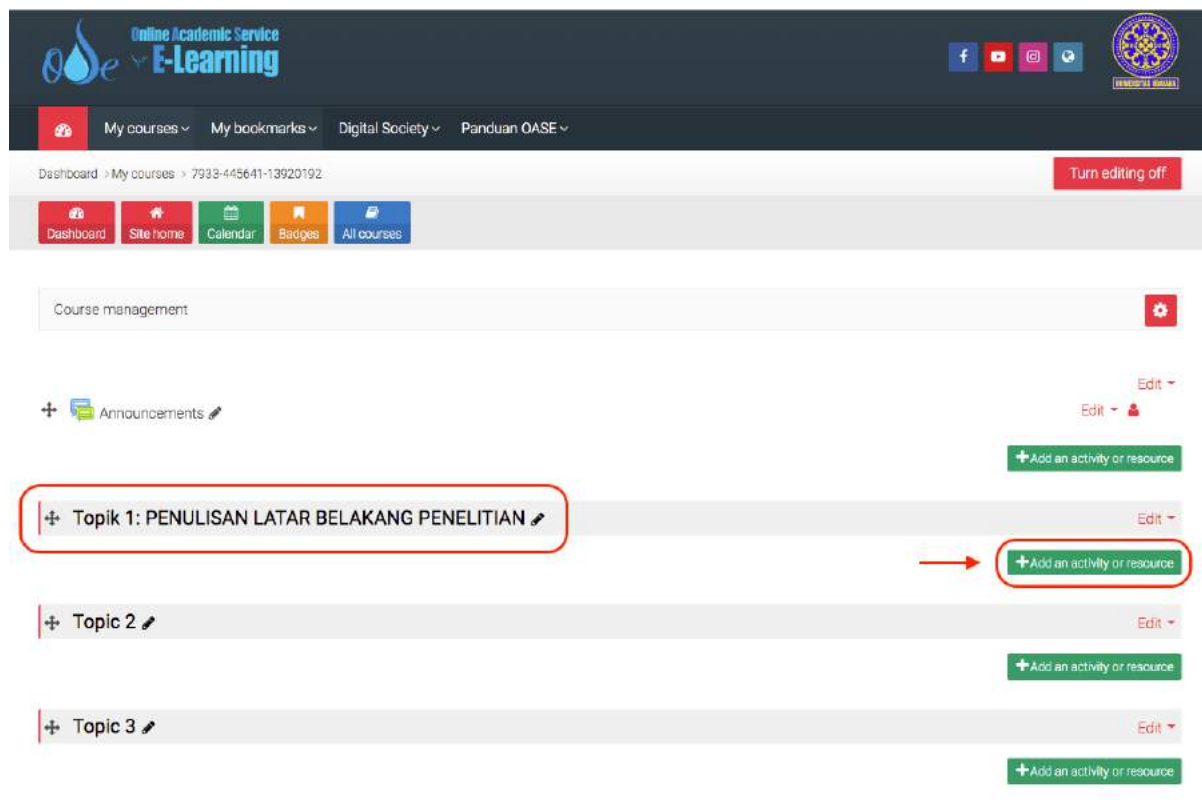 Online Academic Service
OASe E-Learning
UNIVERSITAS UDAYANA
My courses My bookmarks Digital Society Panduan OASE
Dashboard > My courses > 7933-445641-13920192
Turn editing off
Dashboard Site home Calendar Badges All courses
Course management
Edit
Announcements Edit
Add an activity or resource
Topik 1: PENULISAN LATAR BELAKANG PENELITIAN Edit
Add an activity or resource
Topic 2 Edit
Add an activity or resource
Topic 3 Edit
Add an activity or resource